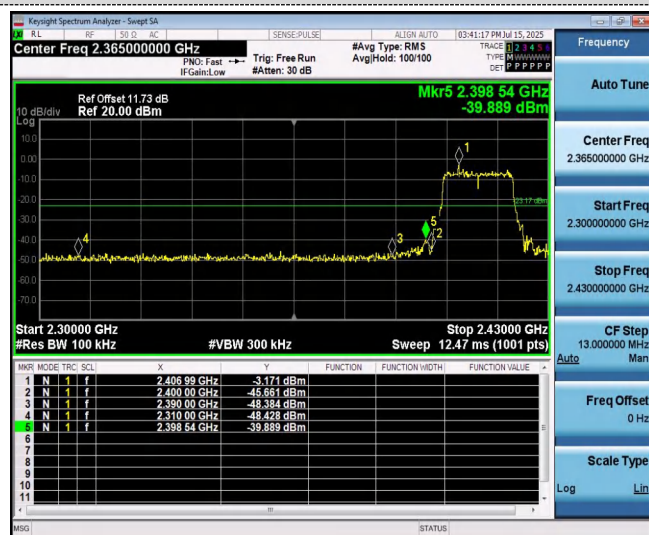 Keysight Spectrum Analyzer - Swept SA
LXI RL RF 50 Ω AC SENSE:PULSE ALIGN AUTO 03:41:17 PM Jul 15, 2025
Center Freq 2.365000000 GHz
#Avg Type: RMS
TRACE 1 2 3 4 5 6
PNO: Fast Trig: Free Run Avg|Hold: 100/100
TYPE M WWWWW
IFGain:Low #Atten: 30 dB
DET P P P P P P
Mkr5 2.398 54 GHz
-39.889 dBm
Ref Offset 11.73 dB
10 dB/div Ref 20.00 dBm
Log
10.0
0.00
-10.0
-20.0
-30.0
-40.0
-50.0
-60.0
-70.0
1
-23.17 dBm
5
4
3
2
Start 2.30000 GHz Stop 2.43000 GHz
#Res BW 100 kHz #VBW 300 kHz Sweep 12.47 ms (1001 pts)
MKR MODE TRC SCL X Y FUNCTION FUNCTION WIDTH FUNCTION VALUE
1 N 1 f 2.406 99 GHz -3.171 dBm
2 N 1 f 2.400 00 GHz -45.661 dBm
3 N 1 f 2.390 00 GHz -48.384 dBm
4 N 1 f 2.310 00 GHz -48.428 dBm
5 N 1 f 2.398 54 GHz -39.889 dBm
6
7
8
9
10
11
MSG STATUS
Frequency
Auto Tune
Center Freq
2.365000000 GHz
Start Freq
2.300000000 GHz
Stop Freq
2.430000000 GHz
CF Step
13.000000 MHz
Auto Man
Freq Offset
0 Hz
Scale Type
Log Lin